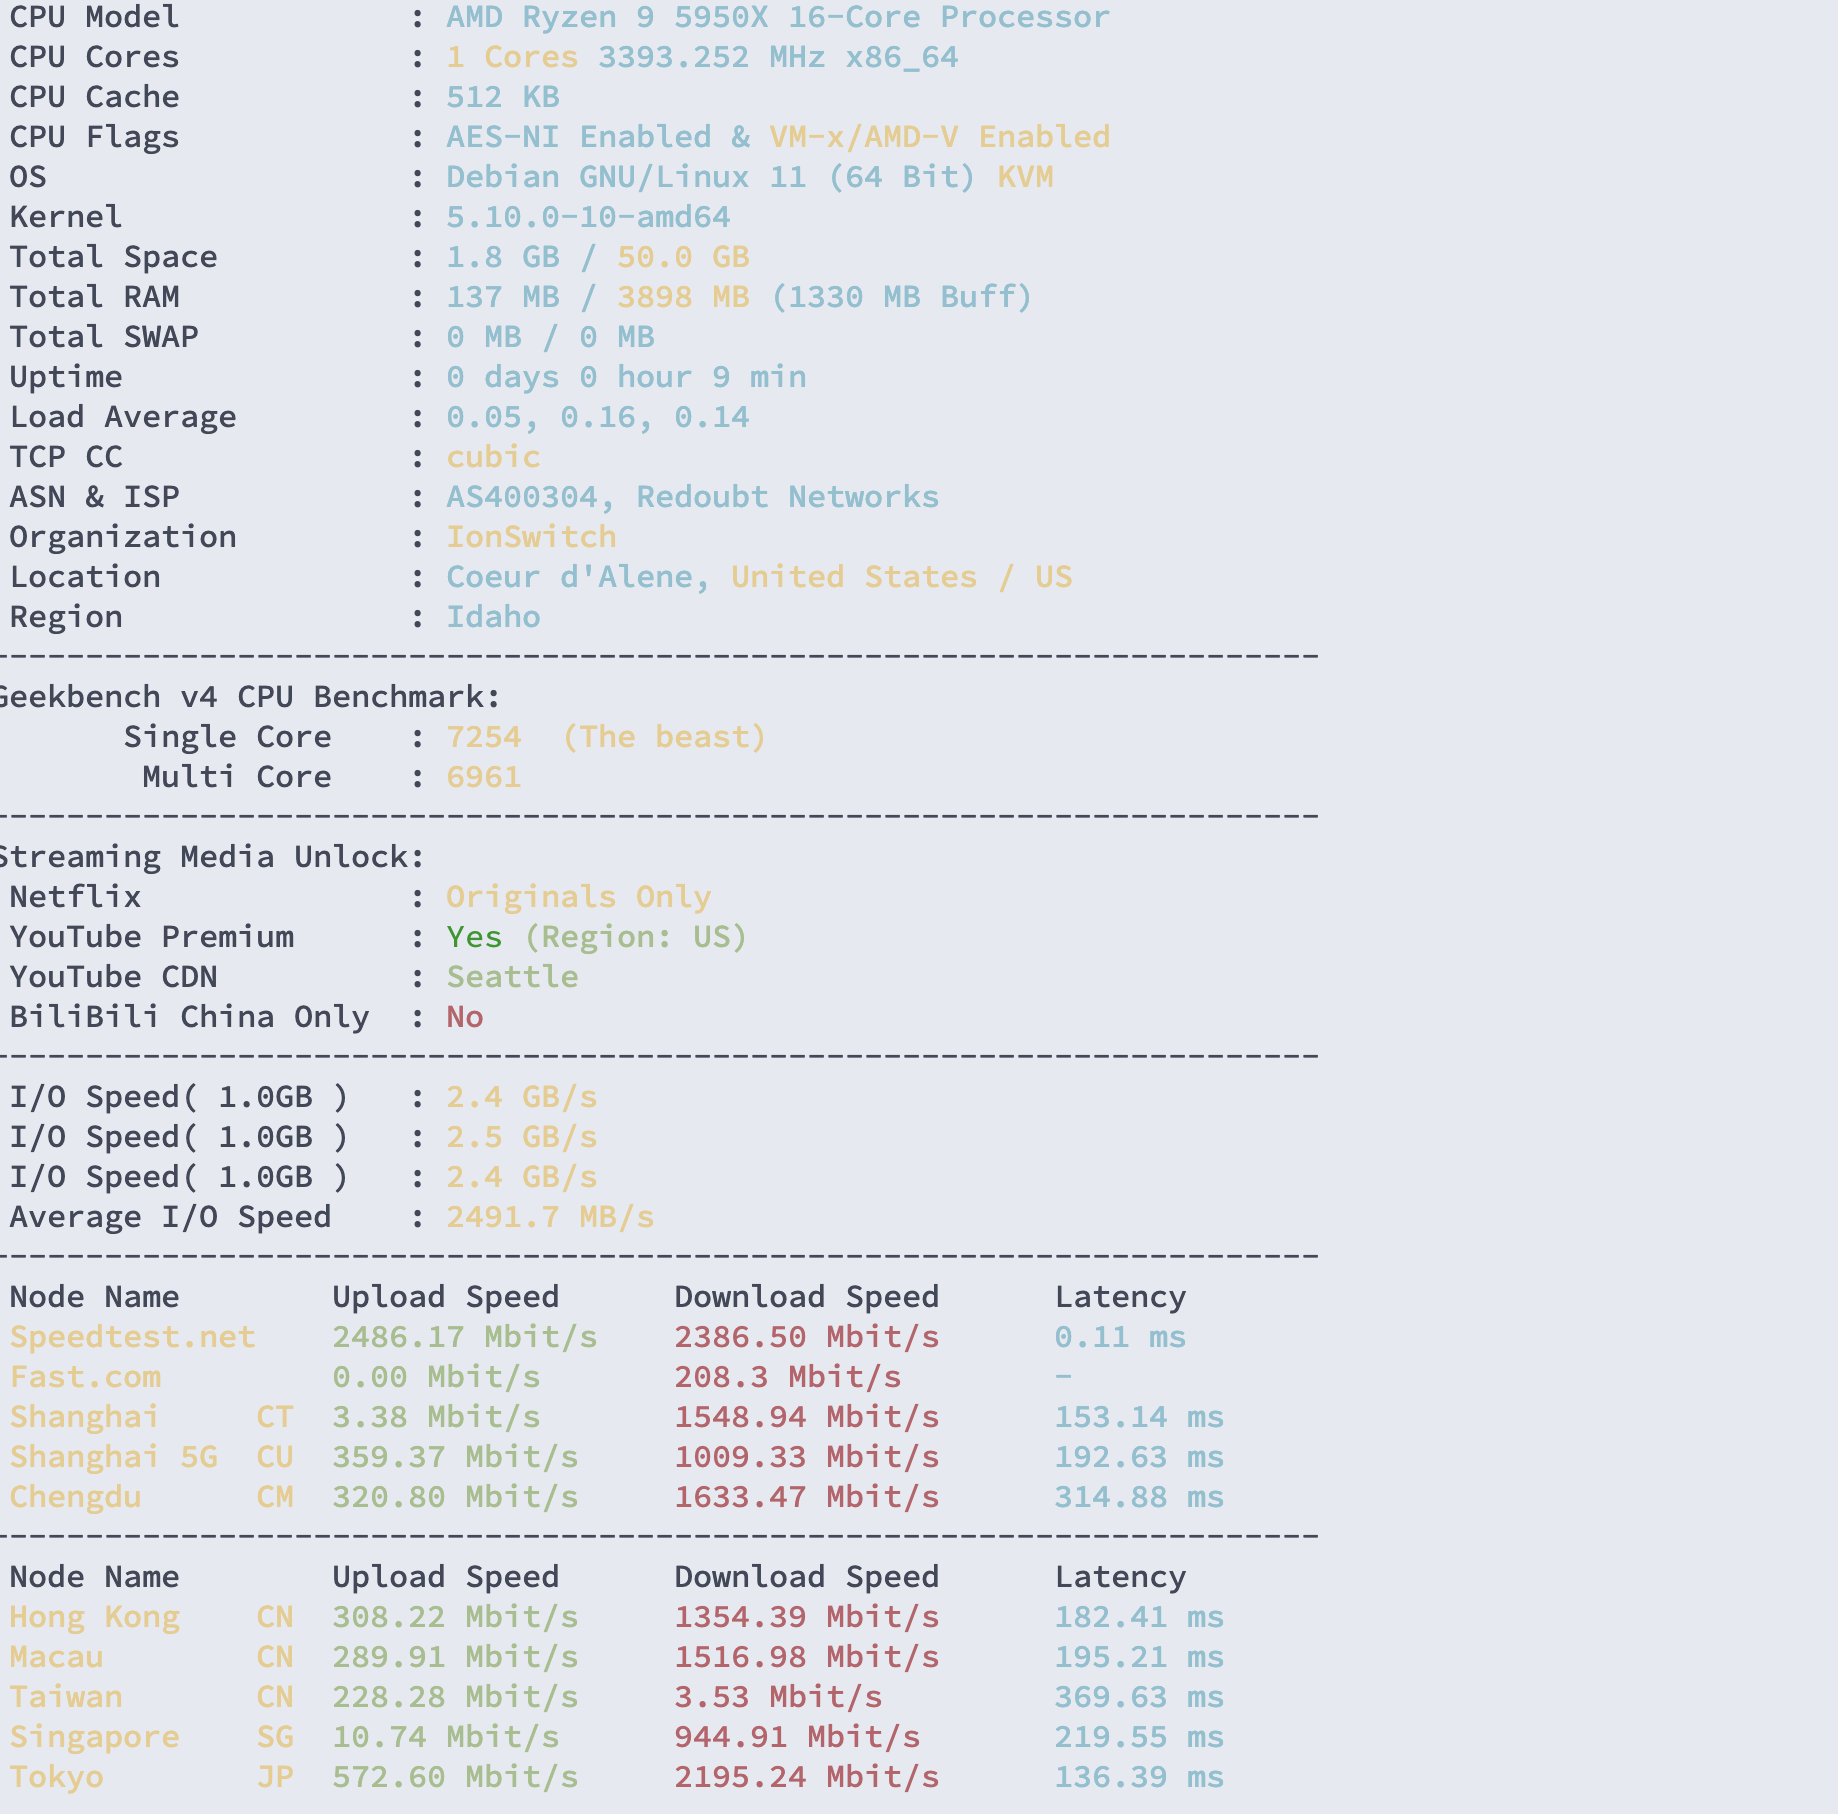 CPU Model : AMD Ryzen 9 5950X 16-Core Processor
CPU Cores : 1 Cores 3393.252 MHz x86_64
CPU Cache : 512 KB
CPU Flags : AES-NI Enabled & VM-x/AMD-V Enabled
OS : Debian GNU/Linux 11 (64 Bit) KVM
Kernel : 5.10.0-10-amd64
Total Space : 1.8 GB / 50.0 GB
Total RAM : 137 MB / 3898 MB (1330 MB Buff)
Total SWAP : 0 MB / 0 MB
Uptime : 0 days 0 hour 9 min
Load Average : 0.05, 0.16, 0.14
TCP CC : cubic
ASN & ISP : AS400304, Redoubt Networks
Organization : IonSwitch
Location : Coeur d'Alene, United States / US
Region : Idaho
----------------------------------------------------------------------
Geekbench v4 CPU Benchmark:
Single Core : 7254 (The beast)
Multi Core : 6961
----------------------------------------------------------------------
Streaming Media Unlock:
Netflix : Originals Only
YouTube Premium : Yes (Region: US)
YouTube CDN : Seattle
BiliBili China Only : No
----------------------------------------------------------------------
I/O Speed( 1.0GB ) : 2.4 GB/s
I/O Speed( 1.0GB ) : 2.5 GB/s
I/O Speed( 1.0GB ) : 2.4 GB/s
Average I/O Speed : 2491.7 MB/s
----------------------------------------------------------------------
Node Name Upload Speed Download Speed Latency
Speedtest.net 2486.17 Mbit/s 2386.50 Mbit/s 0.11 ms
Fast.com 0.00 Mbit/s 208.3 Mbit/s -
Shanghai CT 3.38 Mbit/s 1548.94 Mbit/s 153.14 ms
Shanghai 5G CU 359.37 Mbit/s 1009.33 Mbit/s 192.63 ms
Chengdu CM 320.80 Mbit/s 1633.47 Mbit/s 314.88 ms
----------------------------------------------------------------------
Node Name Upload Speed Download Speed Latency
Hong Kong CN 308.22 Mbit/s 1354.39 Mbit/s 182.41 ms
Macau CN 289.91 Mbit/s 1516.98 Mbit/s 195.21 ms
Taiwan CN 228.28 Mbit/s 3.53 Mbit/s 369.63 ms
Singapore SG 10.74 Mbit/s 944.91 Mbit/s 219.55 ms
Tokyo JP 572.60 Mbit/s 2195.24 Mbit/s 136.39 ms